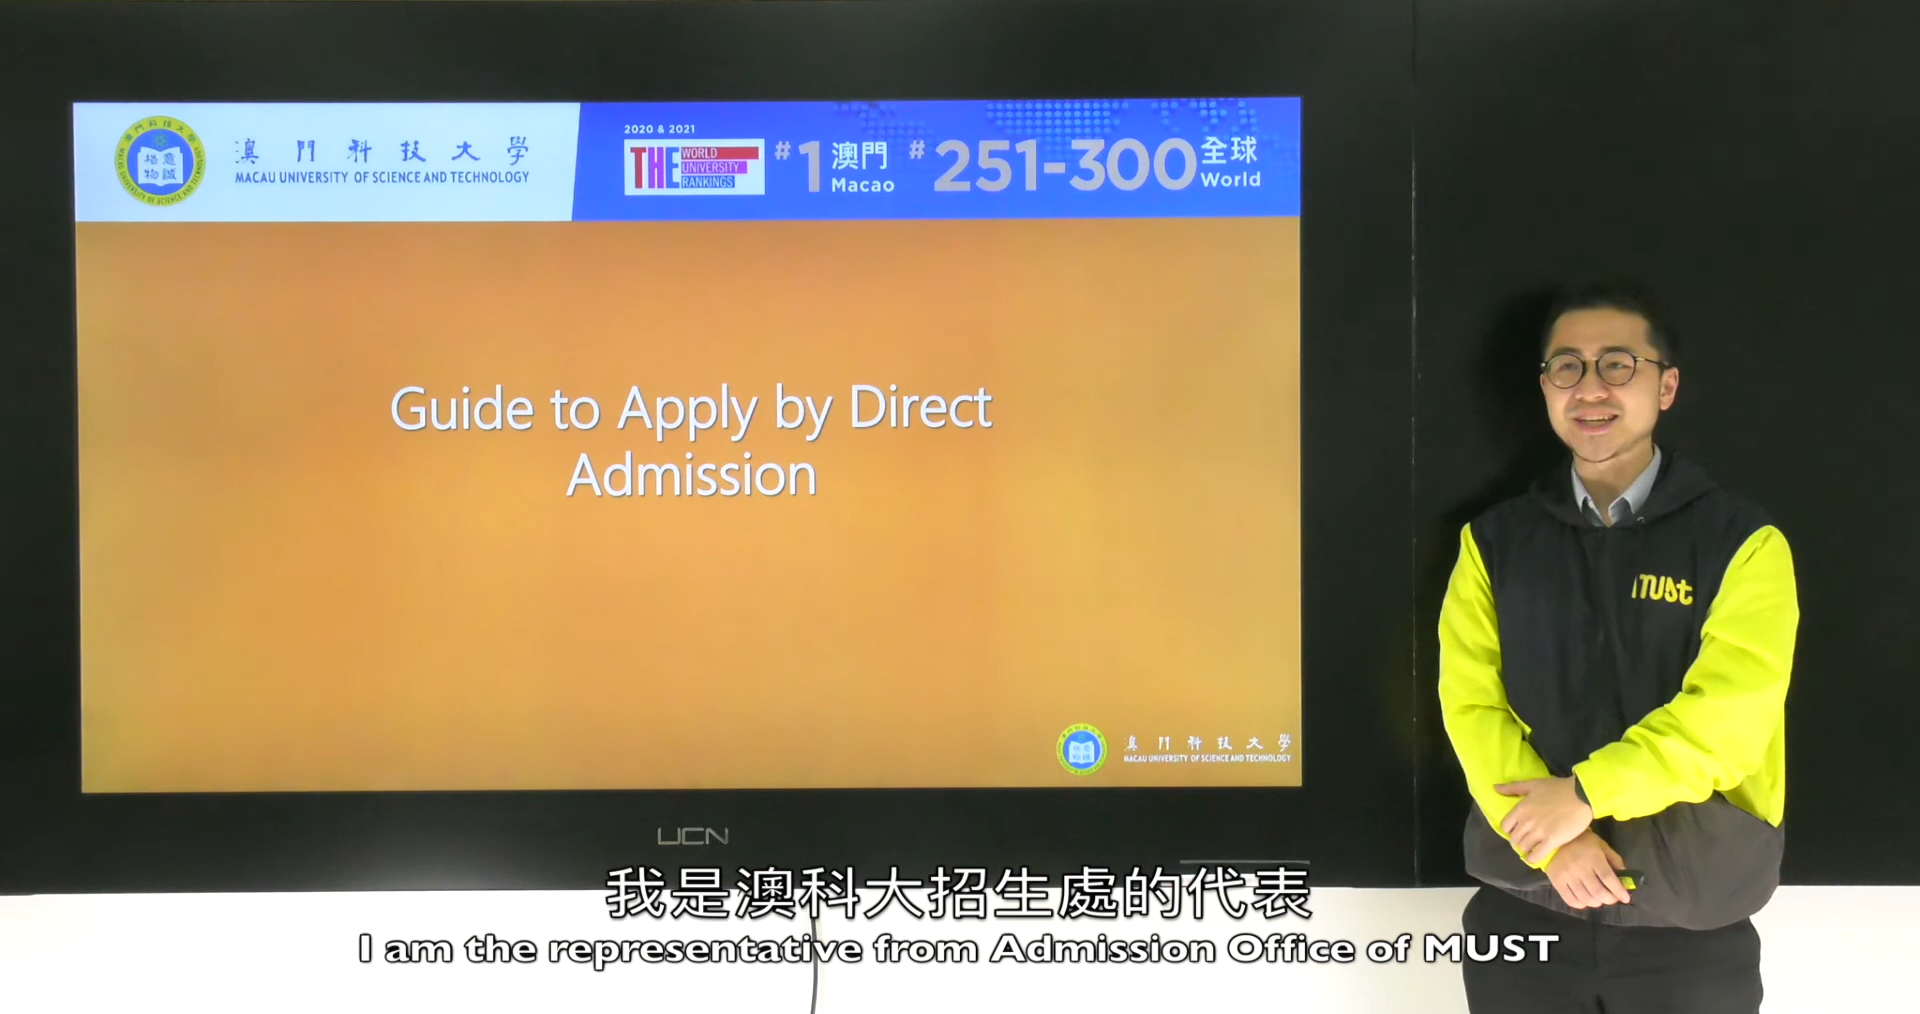 澳門科技大學
MACAU UNIVERSITY OF SCIENCE AND TECHNOLOGY
2020 & 2021
THE WORLD UNIVERSITY RANKINGS
#1 澳門 Macao
#251-300 全球 World
Guide to Apply by Direct
Admission
must
澳門科技大學
MACAU UNIVERSITY OF SCIENCE AND TECHNOLOGY
UCN
我是澳科大招生處的代表
I am the representative from Admission Office of MUST